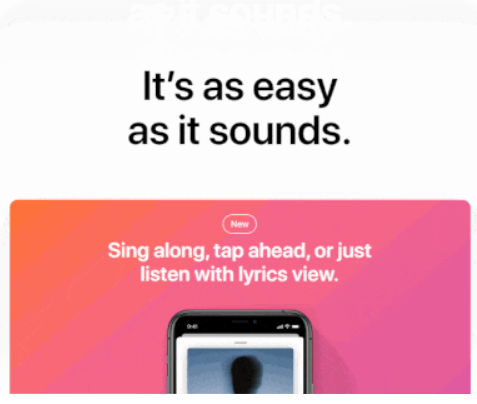 as it sounds
It's as easy
as it sounds.
New
Sing along, tap ahead, or just
listen with lyrics view.
9:41